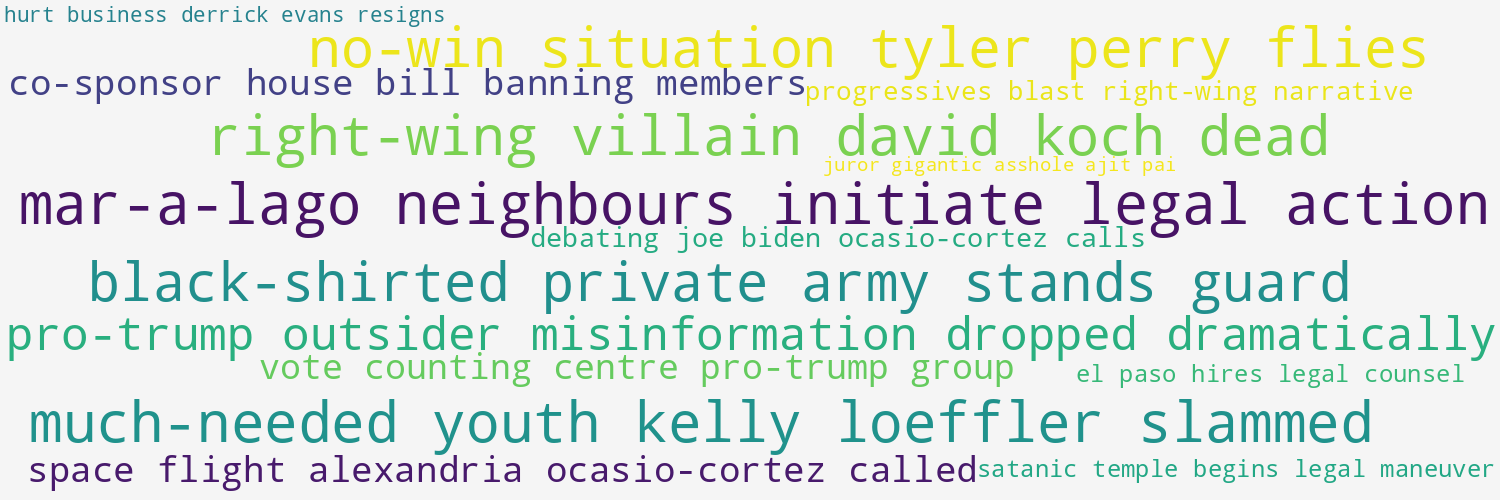 hurt business derrick evans resigns
no-win situation tyler perry flies
co-sponsor house bill banning members
progressives blast right-wing narrative
right-wing villain david koch dead
juror gigantic asshole ajit pai
mar-a-lago neighbours initiate legal action
debating joe biden ocasio-cortez calls
black-shirted private army stands guard
pro-trump outsider misinformation dropped dramatically
vote counting centre pro-trump group
el paso hires legal counsel
much-needed youth kelly loeffler slammed
space flight alexandria ocasio-cortez called
satanic temple begins legal maneuver